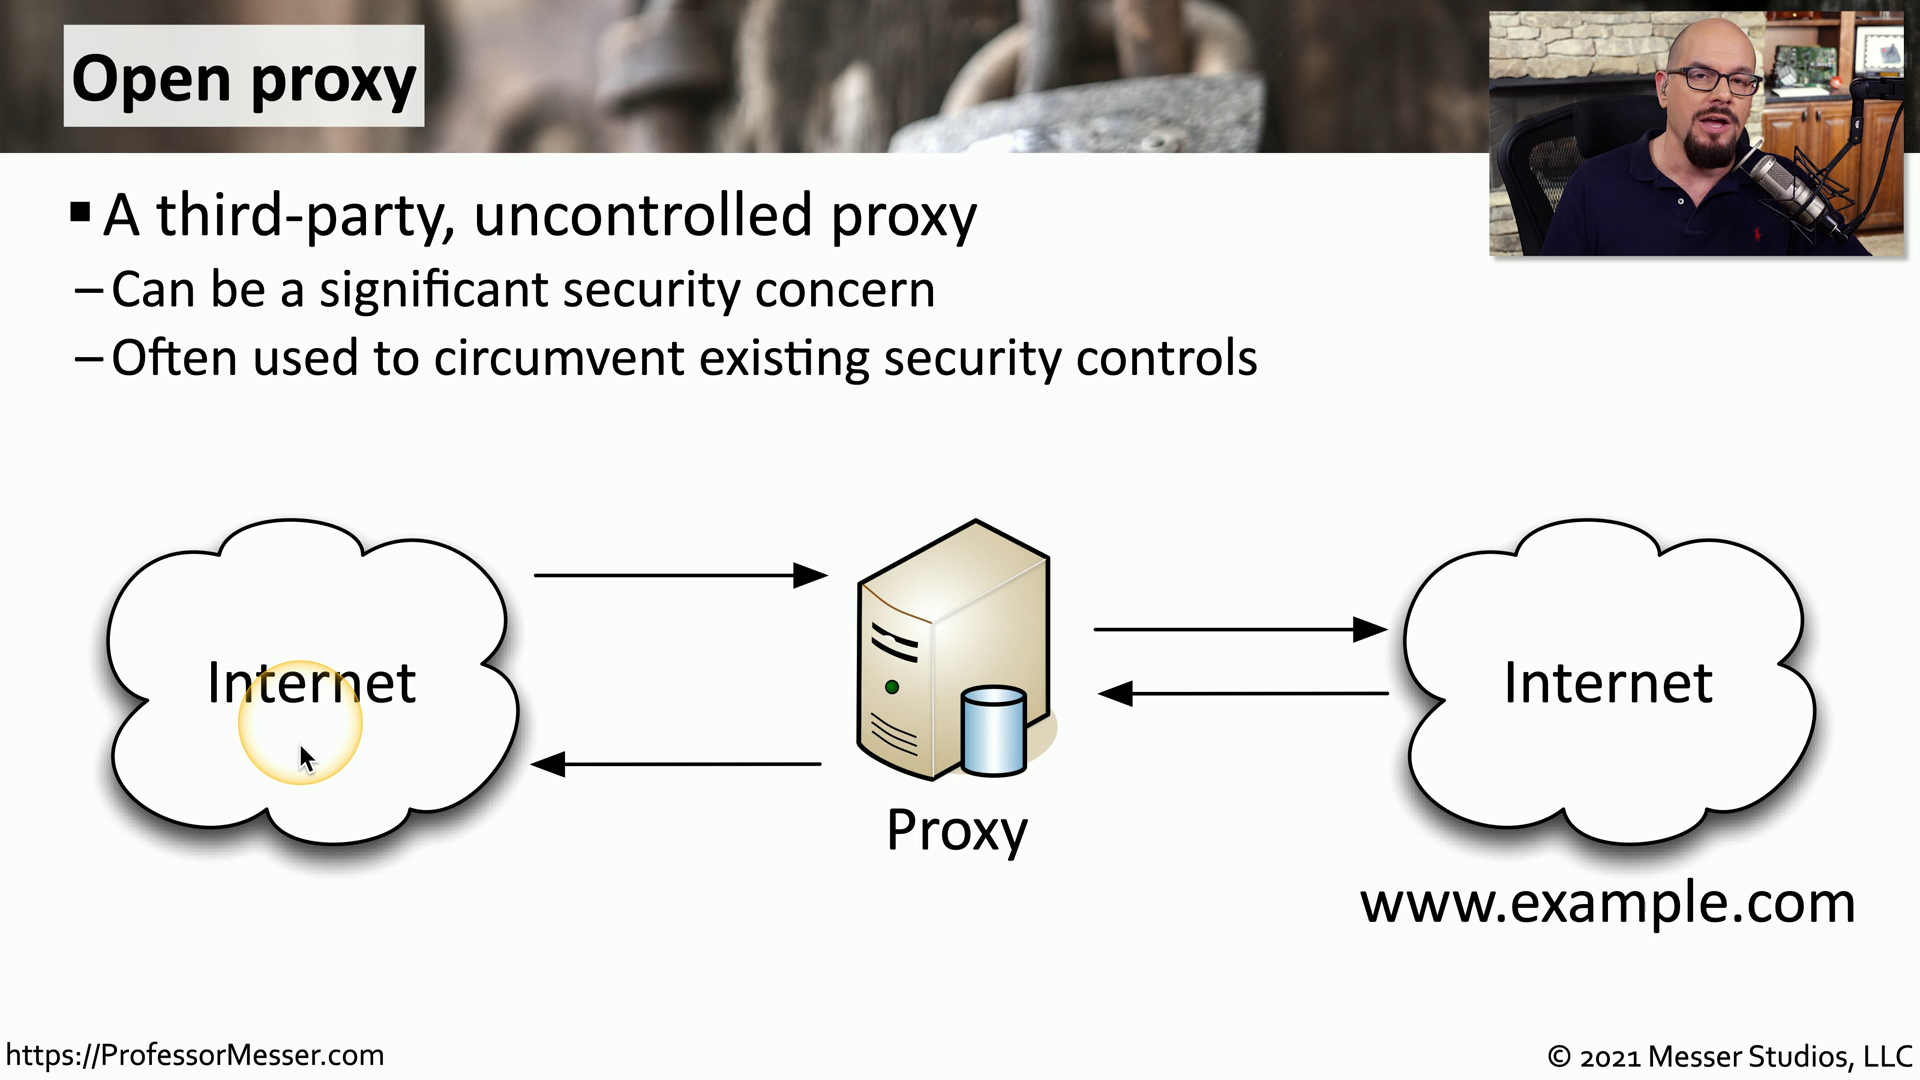 Open proxy
▪ A third-party, uncontrolled proxy
– Can be a significant security concern
– Often used to circumvent existing security controls
Internet
Proxy
Internet
www.example.com
https://ProfessorMesser.com
© 2021 Messer Studios, LLC